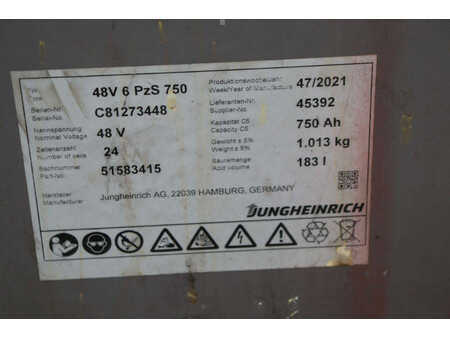 Typ
Type
48V 6 PzS 750
Produktionswoche/Jahr
Week/Year of Manufacture
47/2021
Serien-Nr.
Serial-No.
C81273448
Lieferanten-Nr.
Supplier-No.
45392
Nennspannung
Nominal Voltage
48 V
Kapazität C5
Capacity C5
750 Ah
Zellenanzahl
Number of cells
24
Gewicht ± 5%
Weight ± 5%
1.013 kg
Sachnummer
Part-No.
51583415
Säuremenge
Acid volume
183 l
Hersteller
Manufacturer
Jungheinrich AG, 22039 HAMBURG, GERMANY
JUNGHEINRICH